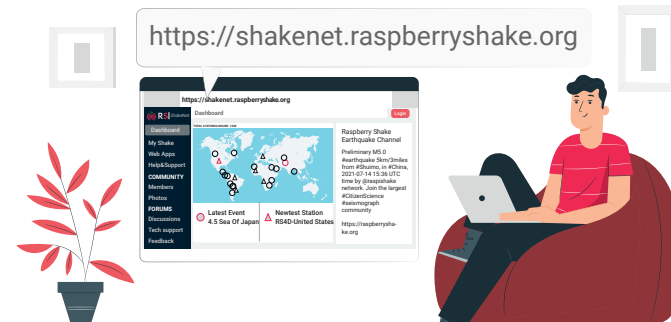 https://shakenet.raspberryshake.org
https://shakenet.raspberryshake.org
RS| ShakeNet
Dashboard
Login
Dashboard
My Shake
Web Apps
Help&Support
COMMUNITY
Members
Photos
FORUMS
Discussions
Tech support
Feedback
Latest Event
4.5 Sea Of Japan
Newtest Station
RS4D-United States
Raspberry Shake
Earthquake Channel
Preliminary M5.0
#earthquake 5km/3miles
from #Shuimo, in #China,
2021-07-14 15:36 UTC
time by @raspishake
network. Join the largest
#CitizenScience
#seismograph
community
https://raspberrysha-
ke.org